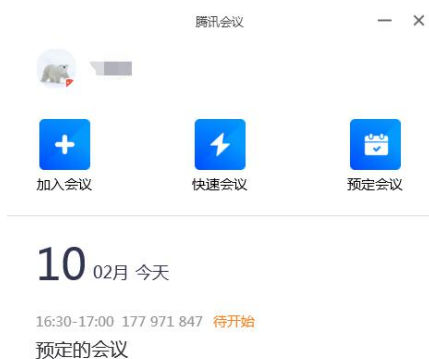 腾讯会议
加入会议 快速会议 预定会议
10 02月 今天
16:30-17:00 177 971 847 待开始
预定的会议